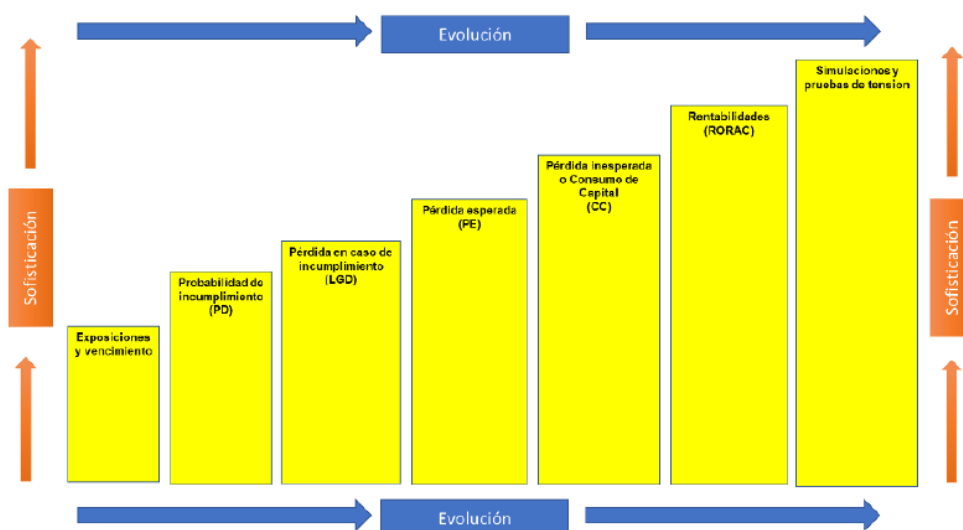 Evolución
Sofisticación
Exposiciones
y vencimiento
Probabilidad de
incumplimiento
(PD)
Pérdida en caso de
incumplimiento
(LGD)
Pérdida esperada
(PE)
Pérdida inesperada
o Consumo de
Capital
(CC)
Rentabilidades
(RORAC)
Simulaciones y
pruebas de tension
Sofisticación
Evolución